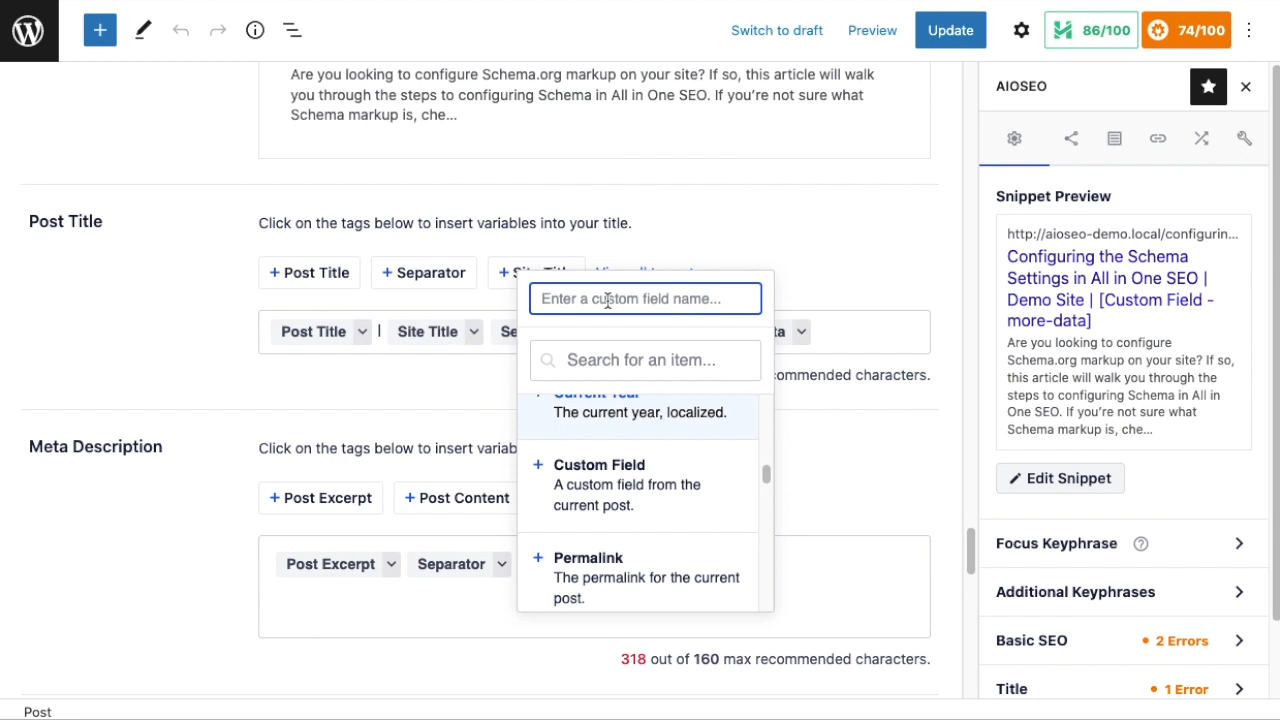 Switch to draft
Preview
Update
86/100
74/100
Are you looking to configure Schema.org markup on your site? If so, this article will walk
you through the steps to configuring Schema in All in One SEO. If you're not sure what
Schema markup is, che...
Post Title
Click on the tags below to insert variables into your title.
+ Post Title
+ Separator
+
Post Title
|
Site Title
ommended characters.
Enter a custom field name...
Search for an item...
Current Year
The current year, localized.
+ Custom Field
A custom field from the
current post.
+ Permalink
The permalink for the current
post.
Meta Description
Click on the tags below to insert variab
+ Post Excerpt
+ Post Content
Post Excerpt
Separator
318 out of 160 max recommended characters.
AIOSEO
Snippet Preview
http://aioseo-demo.local/configurin...
Configuring the Schema
Settings in All in One SEO |
Demo Site | [Custom Field -
more-data]
Are you looking to configure
Schema.org markup on your site? If so,
this article will walk you through the
steps to configuring Schema in All in
One SEO. If you're not sure what
Schema markup is, che...
Edit Snippet
Focus Keyphrase
Additional Keyphrases
Basic SEO
• 2 Errors
Title
• 1 Error
Post